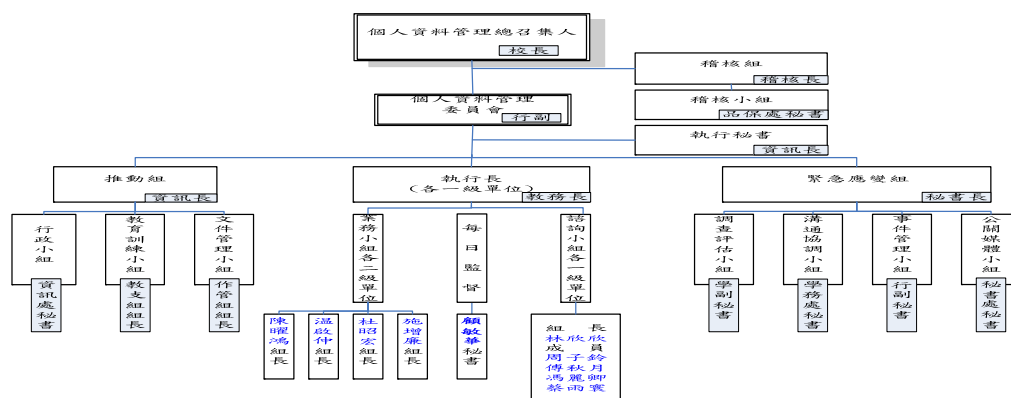 個人資料管理總召集人
校長
稽核組
稽核長
個人資料管理
委員會
行副
稽核小組
品保處秘書
執行秘書
資訊長
推動組
資訊長
執行長
(各一級單位)
教務長
緊急應變組
秘書長
行政小組
資訊處秘書
教育訓練小組
教支組組長
文件管理小組
作管組組長
業務小組各二級單位
每日監督
諮詢小組各一級單位
陳曜鴻組長
温啟仲組長
杜昭宏組長
施增廉組長
顧敏華秘書
組長
林欣欣
成員
周子鈴
傅秋月
馮麗卿
蔡雨寰
調查評估小組
學副秘書
溝通協調小組
學務處秘書
事件管理小組
行副秘書
公關媒體小組
秘書處秘書